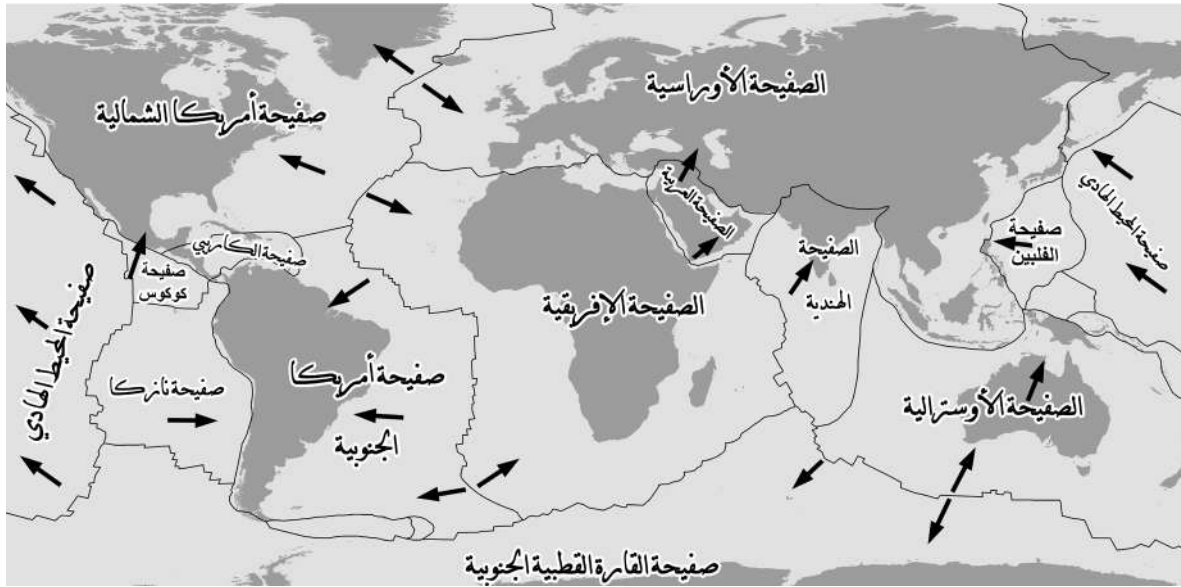 الصفيحة الأوراسية
صفيحة أمريكا الشمالية
الصفيحة العربية
صفيحة المحيط الهادي
صفيحة
الفلبين
صفيحة الكاريبي
صفيحة
كوكوس
الصفيحة
الهندية
الصفيحة الإفريقية
صفيحة المحيط الهادي
صفيحة نازكا
صفيحة أمريكا
الجنوبية
الصفيحة الأوسترالية
صفيحة القارة القطبية الجنوبية